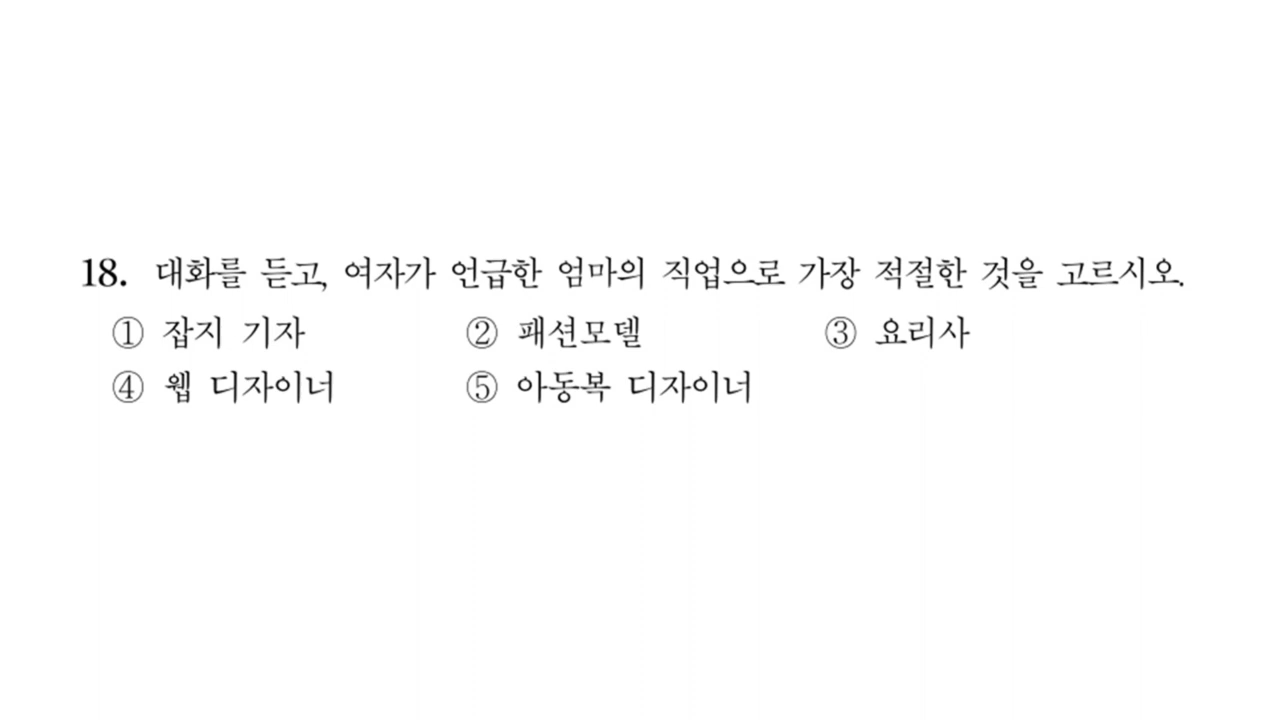 18. 대화를 듣고, 여자가 언급한 엄마의 직업으로 가장 적절한 것을 고르시오.
① 잡지 기자 ② 패션모델 ③ 요리사
④ 웹 디자이너 ⑤ 아동복 디자이너